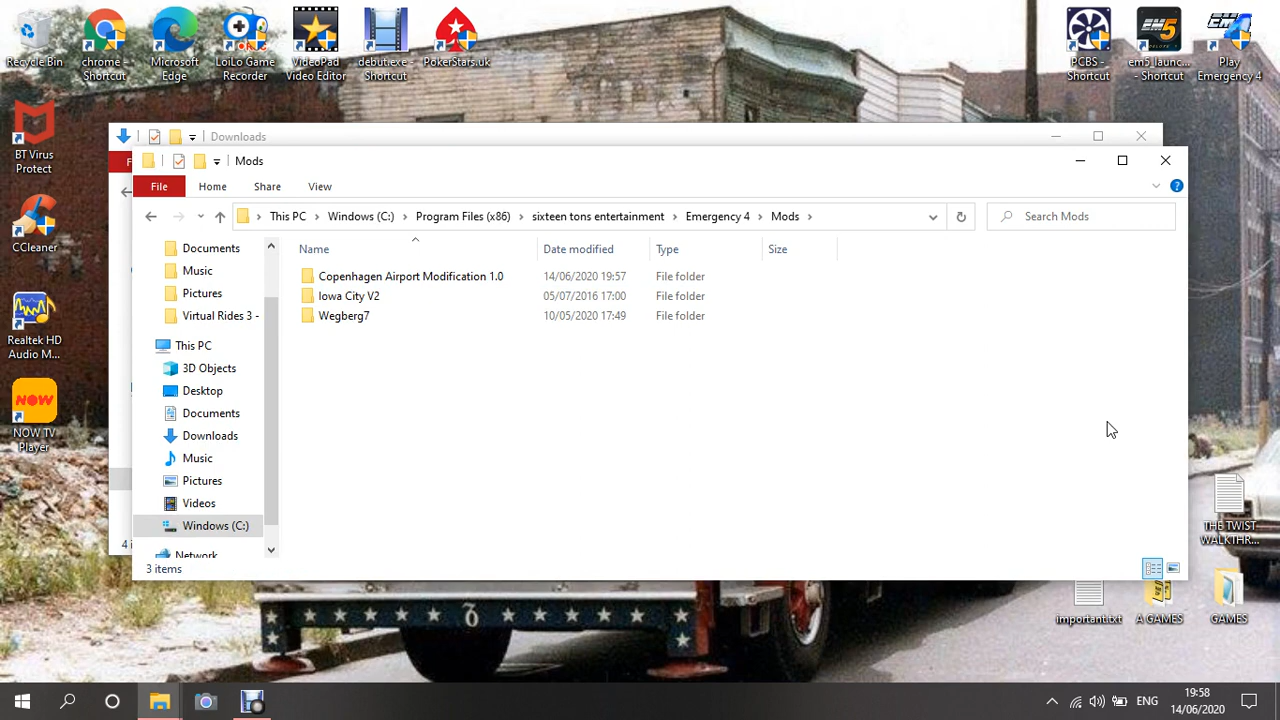 Recycle Bin
chrome - Shortcut
Microsoft Edge
LoiLo Game Recorder
VideoPad Video Editor
debut.exe - Shortcut
PokerStars.uk
PCBS - Shortcut
em5_launc... - Shortcut
Play Emergency 4
BT Virus Protect
CCleaner
Realtek HD Audio M...
NOW
NOW TV Player
Downloads
Mods
File
Home
Share
View
This PC
Windows (C:)
Program Files (x86)
sixteen tons entertainment
Emergency 4
Mods
Search Mods
Documents
Music
Pictures
Virtual Rides 3 -
This PC
3D Objects
Desktop
Documents
Downloads
Music
Pictures
Videos
Windows (C:)
Network
Name Date modified Type Size
Copenhagen Airport Modification 1.0 14/06/2020 19:57 File folder
Iowa City V2 05/07/2016 17:00 File folder
Wegberg7 10/05/2020 17:49 File folder
3 items
THE TWIST WALKTHR...
important.txt
A GAMES
GAMES
ENG
19:58
14/06/2020